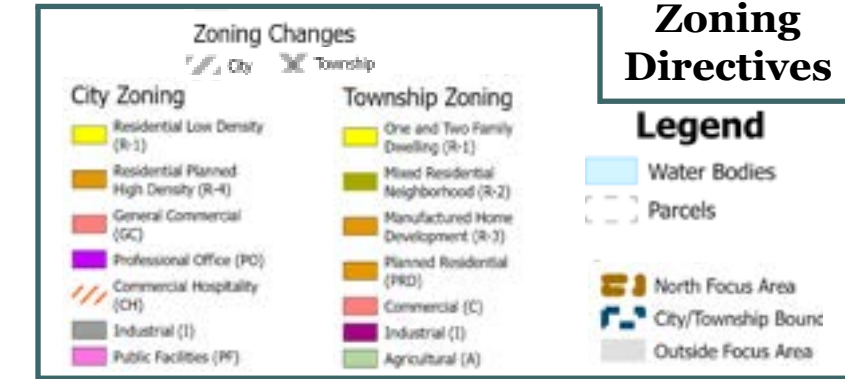 Zoning
Directives
Zoning Changes
City Township
City Zoning
Residential Low Density
(R-1)
Residential Planned
High Density (R-4)
General Commercial
(GC)
Professional Office (PO)
Commercial Hospitality
(CH)
Industrial (I)
Public Facilities (PF)
Township Zoning
One and Two Family
Dwelling (R-1)
Mixed Residential
Neighborhood (R-2)
Manufactured Home
Development (R-3)
Planned Residential
(PRD)
Commercial (C)
Industrial (I)
Agricultural (A)
Legend
Water Bodies
Parcels
North Focus Area
City/Township Bound
Outside Focus Area